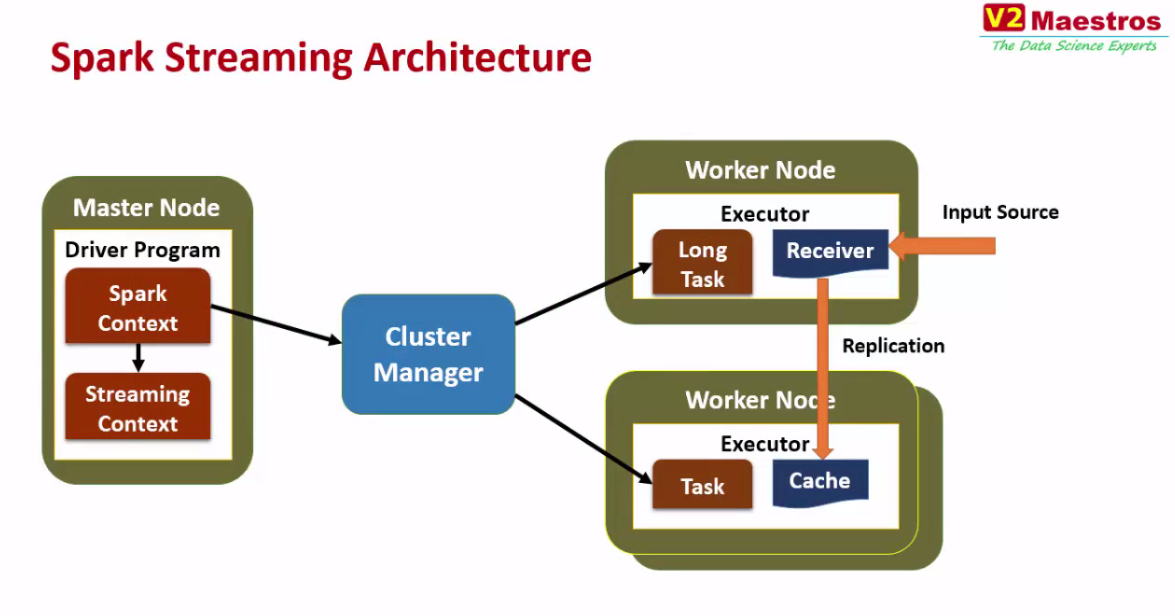 V2 Maestros
The Data Science Experts
Spark Streaming Architecture
Master Node
Driver Program
Spark
Context
Streaming
Context
Cluster
Manager
Worker Node
Executor
Long
Task
Receiver
Input Source
Replication
Worker Node
Executor
Task
Cache